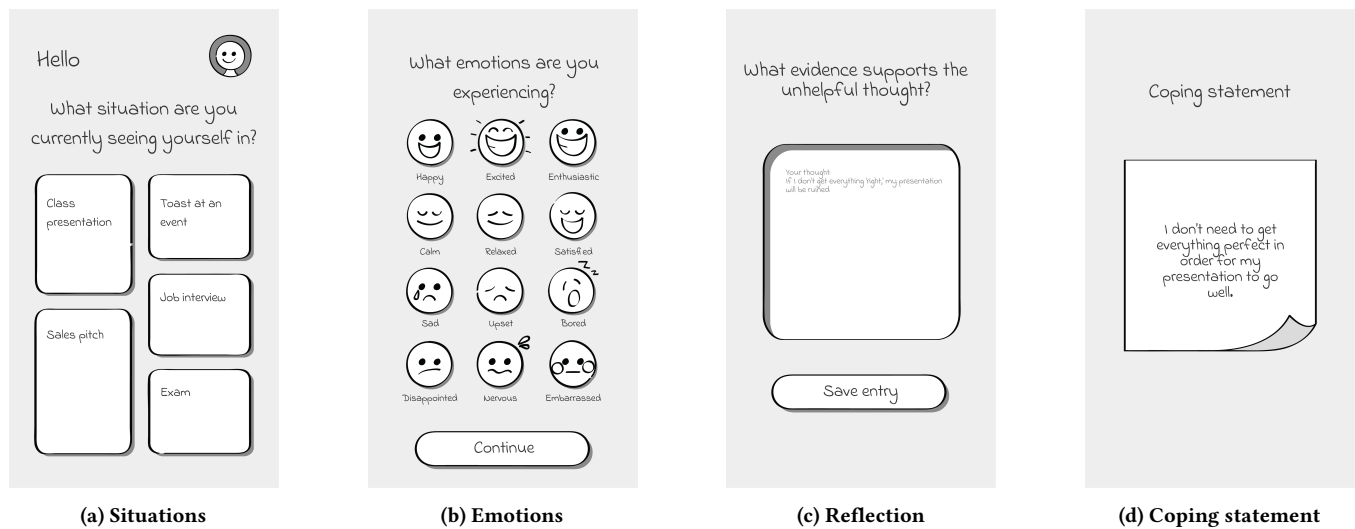 Hello
What situation are you
currently seeing yourself in?
Class
presentation
Toast at an
event
Job interview
Sales pitch
Exam
(a) Situations
What emotions are you
experiencing?
Happy
Excited
Enthusiastic
Calm
Relaxed
Satisfied
Sad
Upset
Bored
Disappointed
Nervous
Embarrassed
Continue
(b) Emotions
What evidence supports the
unhelpful thought?
Your thought
If I don't get everything 'right,' my presentation
will be ruined
Save entry
(c) Reflection
Coping statement
I don't need to get
everything perfect in
order for my
presentation to go
well.
(d) Coping statement